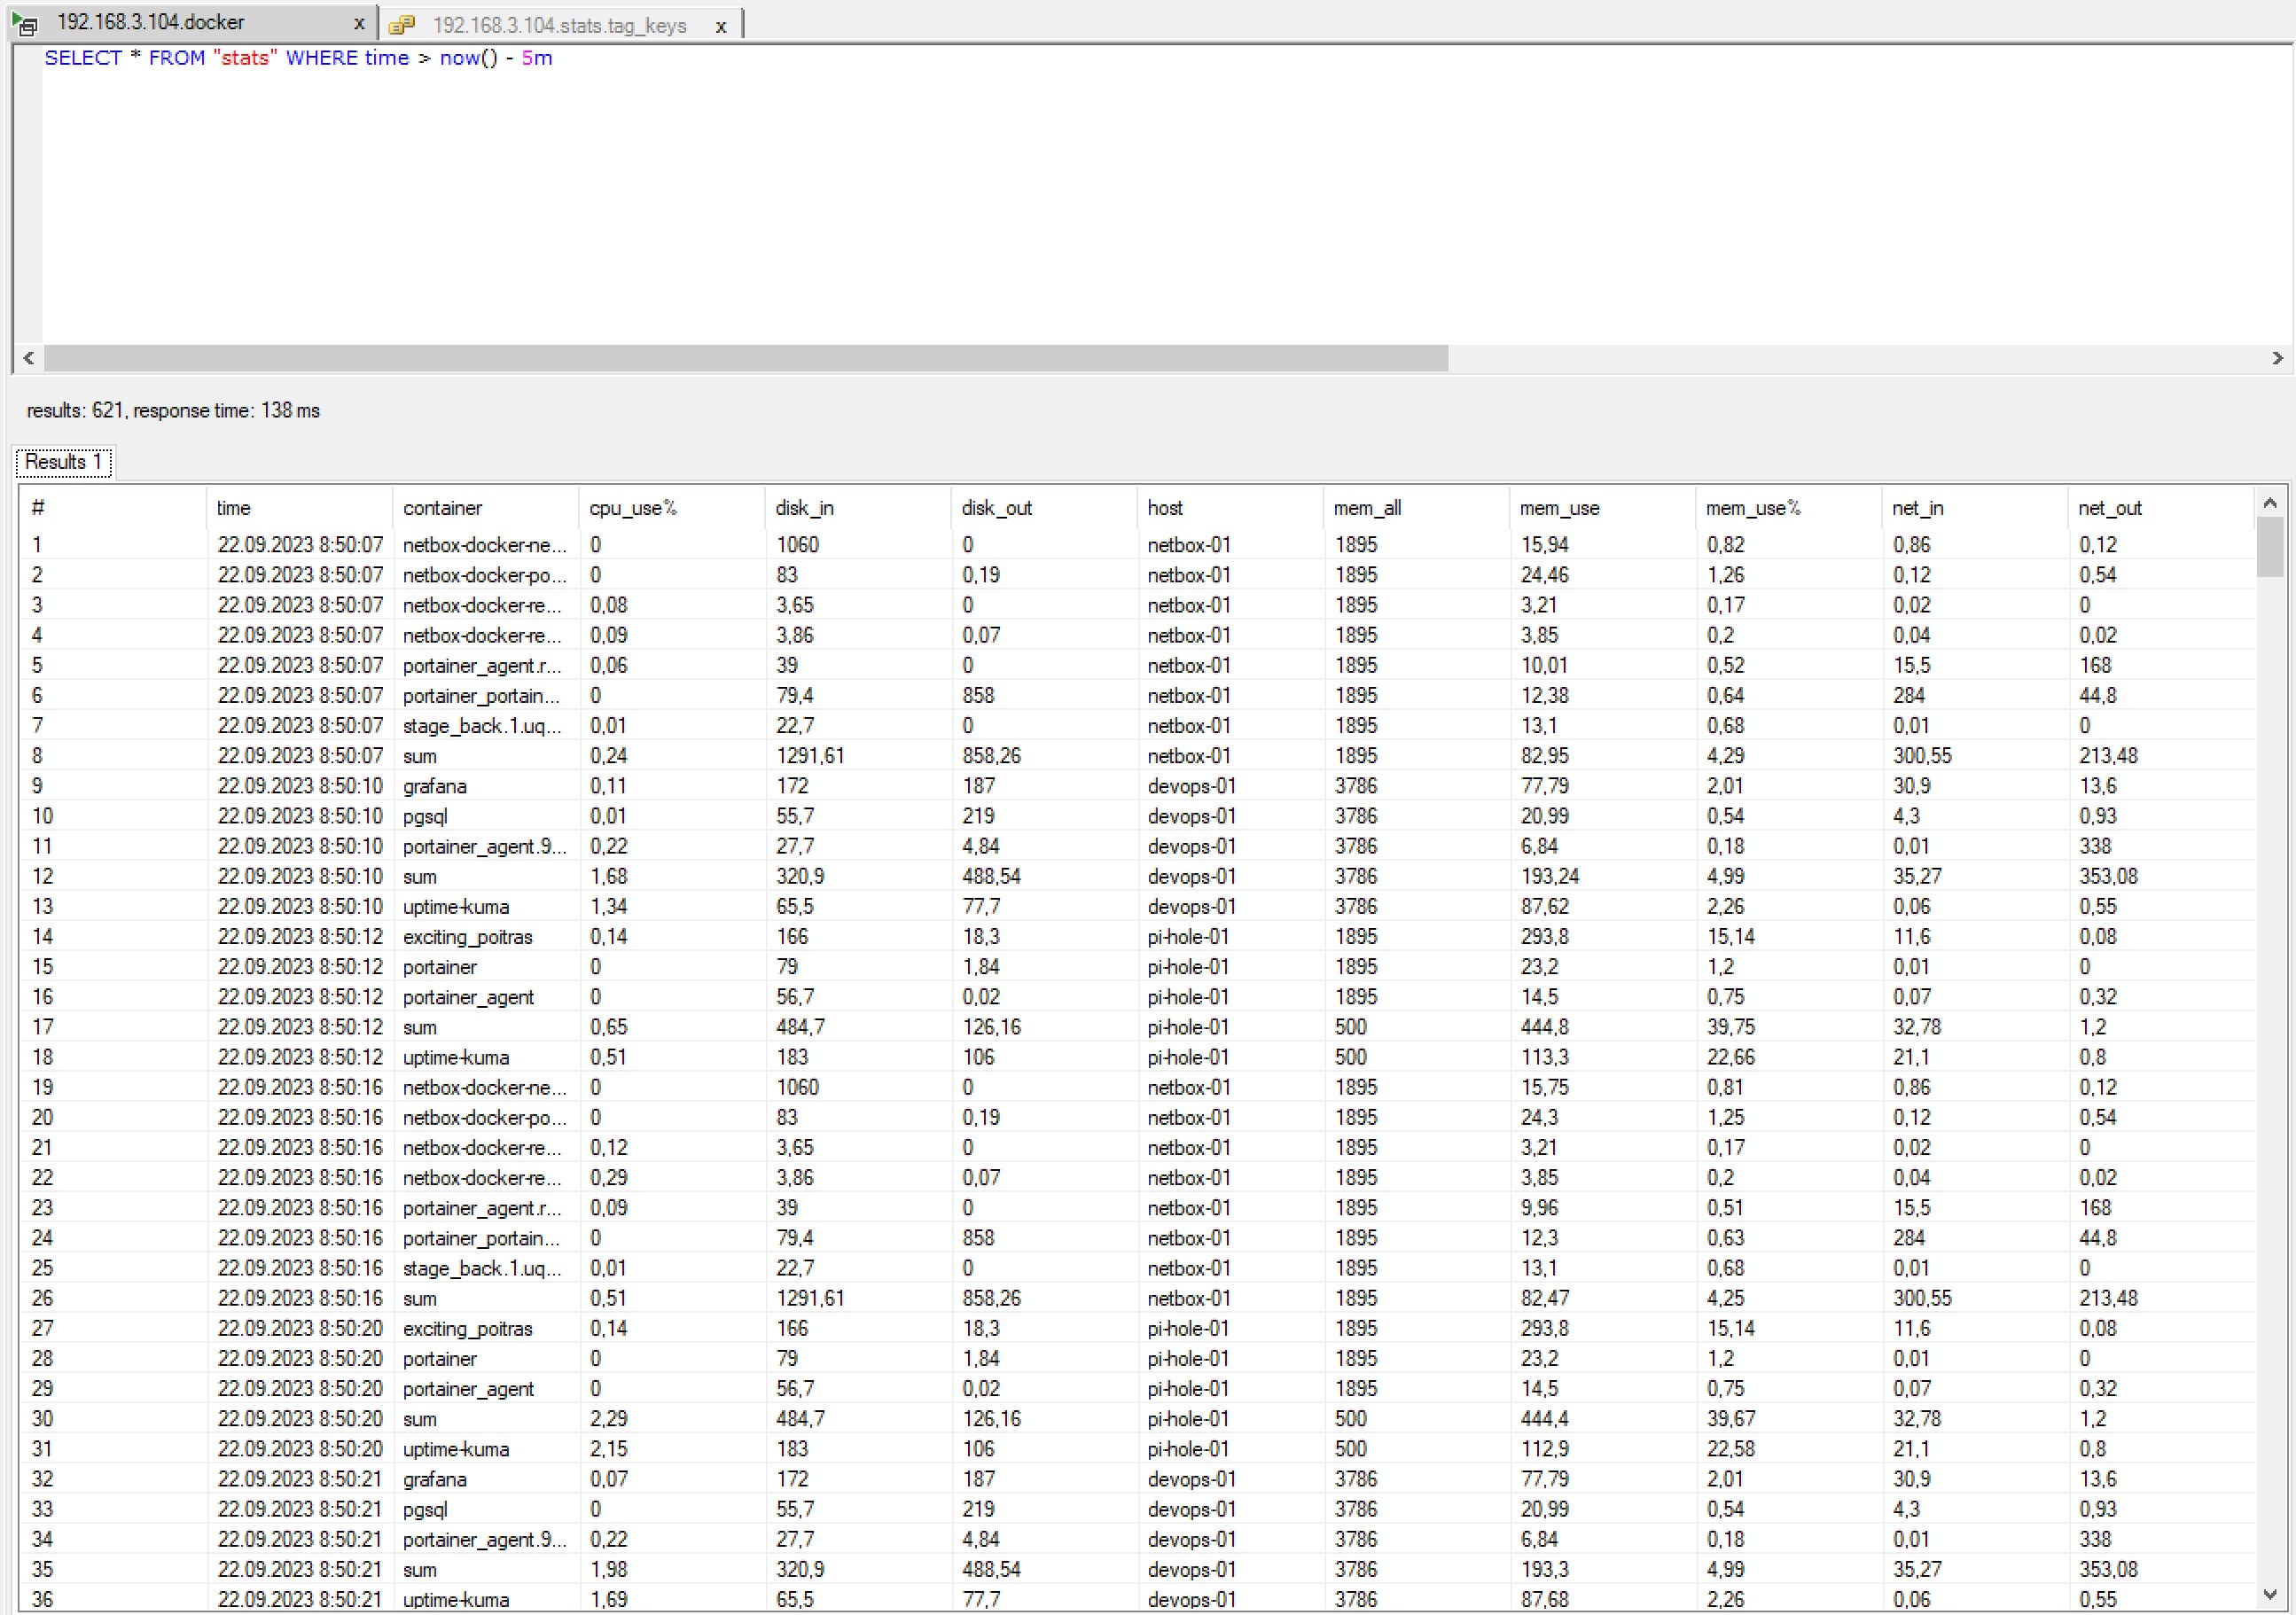 192.168.3.104.docker x 192.168.3.104.stats.tag_keys x
SELECT * FROM "stats" WHERE time > now() - 5m
results: 621, response time: 138 ms
Results 1
# time container cpu_use% disk_in disk_out host mem_all mem_use mem_use% net_in net_out
1 22.09.2023 8:50:07 netbox-docker-ne... 0 1060 0 netbox-01 1895 15,94 0,82 0,86 0,12
2 22.09.2023 8:50:07 netbox-docker-po... 0 83 0,19 netbox-01 1895 24,46 1,26 0,12 0,54
3 22.09.2023 8:50:07 netbox-docker-re... 0,08 3,65 0 netbox-01 1895 3,21 0,17 0,02 0
4 22.09.2023 8:50:07 netbox-docker-re... 0,09 3,86 0,07 netbox-01 1895 3,85 0,2 0,04 0,02
5 22.09.2023 8:50:07 portainer_agent.r... 0,06 39 0 netbox-01 1895 10,01 0,52 15,5 168
6 22.09.2023 8:50:07 portainer_portain... 0 79,4 858 netbox-01 1895 12,38 0,64 284 44,8
7 22.09.2023 8:50:07 stage_back.1.uq... 0,01 22,7 0 netbox-01 1895 13,1 0,68 0,01 0
8 22.09.2023 8:50:07 sum 0,24 1291,61 858,26 netbox-01 1895 82,95 4,29 300,55 213,48
9 22.09.2023 8:50:10 grafana 0,11 172 187 devops-01 3786 77,79 2,01 30,9 13,6
10 22.09.2023 8:50:10 pgsql 0,01 55,7 219 devops-01 3786 20,99 0,54 4,3 0,93
11 22.09.2023 8:50:10 portainer_agent.9... 0,22 27,7 4,84 devops-01 3786 6,84 0,18 0,01 338
12 22.09.2023 8:50:10 sum 1,68 320,9 488,54 devops-01 3786 193,24 4,99 35,27 353,08
13 22.09.2023 8:50:10 uptime-kuma 1,34 65,5 77,7 devops-01 3786 87,62 2,26 0,06 0,55
14 22.09.2023 8:50:12 exciting_poitras 0,14 166 18,3 pi-hole-01 1895 293,8 15,14 11,6 0,08
15 22.09.2023 8:50:12 portainer 0 79 1,84 pi-hole-01 1895 23,2 1,2 0,01 0
16 22.09.2023 8:50:12 portainer_agent 0 56,7 0,02 pi-hole-01 1895 14,5 0,75 0,07 0,32
17 22.09.2023 8:50:12 sum 0,65 484,7 126,16 pi-hole-01 500 444,8 39,75 32,78 1,2
18 22.09.2023 8:50:12 uptime-kuma 0,51 183 106 pi-hole-01 500 113,3 22,66 21,1 0,8
19 22.09.2023 8:50:16 netbox-docker-ne... 0 1060 0 netbox-01 1895 15,75 0,81 0,86 0,12
20 22.09.2023 8:50:16 netbox-docker-po... 0 83 0,19 netbox-01 1895 24,3 1,25 0,12 0,54
21 22.09.2023 8:50:16 netbox-docker-re... 0,12 3,65 0 netbox-01 1895 3,21 0,17 0,02 0
22 22.09.2023 8:50:16 netbox-docker-re... 0,29 3,86 0,07 netbox-01 1895 3,85 0,2 0,04 0,02
23 22.09.2023 8:50:16 portainer_agent.r... 0,09 39 0 netbox-01 1895 9,96 0,51 15,5 168
24 22.09.2023 8:50:16 portainer_portain... 0 79,4 858 netbox-01 1895 12,3 0,63 284 44,8
25 22.09.2023 8:50:16 stage_back.1.uq... 0,01 22,7 0 netbox-01 1895 13,1 0,68 0,01 0
26 22.09.2023 8:50:16 sum 0,51 1291,61 858,26 netbox-01 1895 82,47 4,25 300,55 213,48
27 22.09.2023 8:50:20 exciting_poitras 0,14 166 18,3 pi-hole-01 1895 293,8 15,14 11,6 0,08
28 22.09.2023 8:50:20 portainer 0 79 1,84 pi-hole-01 1895 23,2 1,2 0,01 0
29 22.09.2023 8:50:20 portainer_agent 0 56,7 0,02 pi-hole-01 1895 14,5 0,75 0,07 0,32
30 22.09.2023 8:50:20 sum 2,29 484,7 126,16 pi-hole-01 500 444,4 39,67 32,78 1,2
31 22.09.2023 8:50:20 uptime-kuma 2,15 183 106 pi-hole-01 500 112,9 22,58 21,1 0,8
32 22.09.2023 8:50:21 grafana 0,07 172 187 devops-01 3786 77,79 2,01 30,9 13,6
33 22.09.2023 8:50:21 pgsql 0 55,7 219 devops-01 3786 20,99 0,54 4,3 0,93
34 22.09.2023 8:50:21 portainer_agent.9... 0,22 27,7 4,84 devops-01 3786 6,84 0,18 0,01 338
35 22.09.2023 8:50:21 sum 1,98 320,9 488,54 devops-01 3786 193,3 4,99 35,27 353,08
36 22.09.2023 8:50:21 uptime-kuma 1,69 65,5 77,7 devops-01 3786 87,68 2,26 0,06 0,55